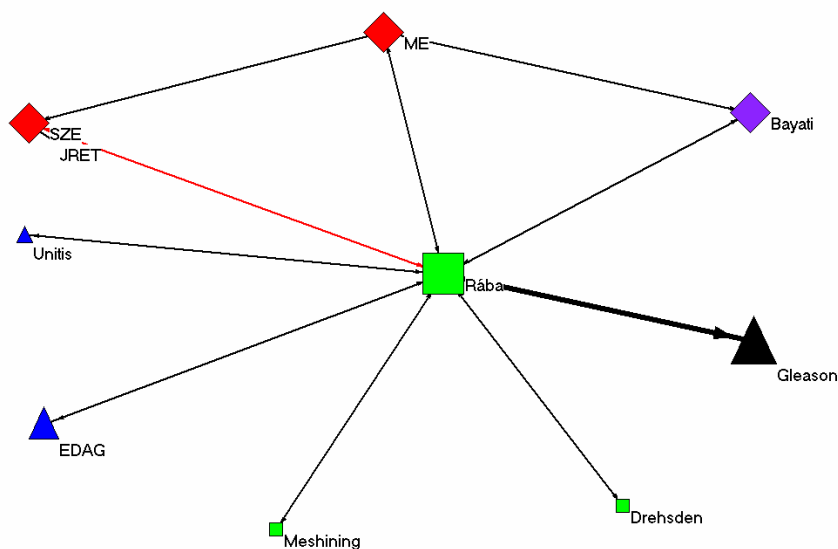 ME
Bayati
SZE
JRET
Unitis
Rába
Gleason
EDAG
Drehsden
Meshining